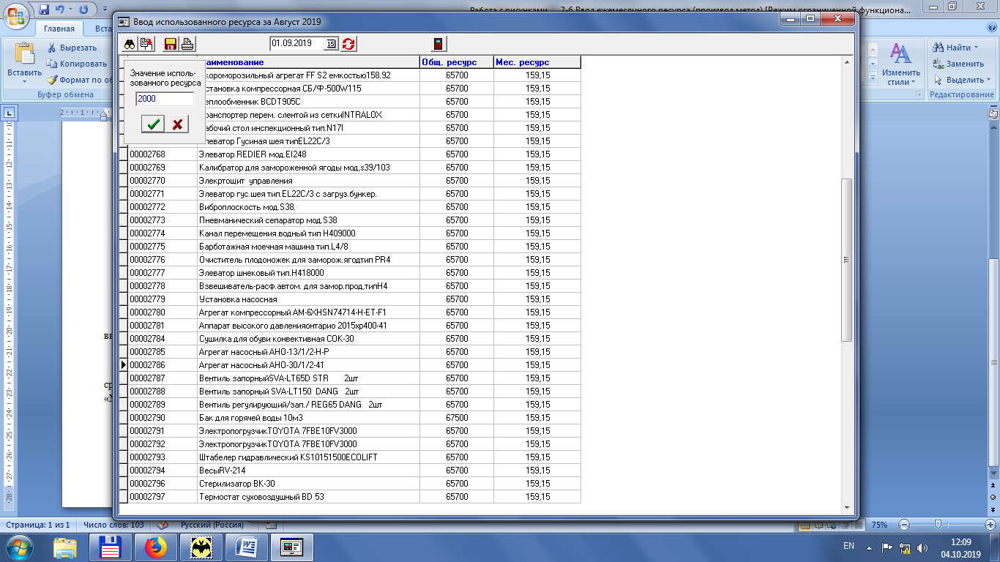 Работа с рисунками
2-6 Ввод ежемесячного ресурса (производ метод) [Режим ограниченной функциона...
Ввод использованного ресурса за Август 2019
Главная
Вста
Вставить
Вырезать
Копировать
Формат по об
Буфер обмена
01.09.2019
15
Значение исполь-
зованного ресурса
2000
аименование Общ. ресурс Мес. ресурс
короморозильный агрегат FF S2 емкостью158.92 65700 159,15
становка компрессорная СБ/Ф-500W115 65700 159,15
еплообменник BCDT905C 65700 159,15
ранспортер перем. слентой из сеткиINTRALOX 65700 159,15
абочий стол инспекционный тип.N17I 65700 159,15
леватор Гусиная шея типEL22C/3 65700 159,15
00002768 Элеватор REDIER мод.EI248 65700 159,15
00002769 Калибратор для замороженной ягоды мод,s39/103 65700 159,15
00002770 Элекртощит управления 65700 159,15
00002771 Элеватор гус.шея тип.EL22C/3 с загруз.бункер. 65700 159,15
00002772 Виброплоскость мод.S38. 65700 159,15
00002773 Пневманический сепаратор мод.S38 65700 159,15
00002774 Канал перемещения водный тип Н409000 65700 159,15
00002775 Барботажная моечная машина тип.L4/8 65700 159,15
00002776 Очиститель плодоножек для заморож.ягодтип PR4 65700 159,15
00002777 Элеватор шнековый тип.Н418000 65700 159,15
00002778 Взвешиватель-расф.автом. для замор.прод,типН4 65700 159,15
00002779 Установка насосная 65700 159,15
00002780 Агрегат компрессорный AM-6XHSN74714-H-ET-F1 65700 159,15
00002781 Аппарат высокого давленияонтарио 2015хр400-41 65700 159,15
00002784 Сушилка для обуви конвективная СОК-30 65700 159,15
00002785 Агрегат насосный АНО-13/1/2-Н-Р 65700 159,15
00002786 Агрегат насосный АНО-30/1/2-41 65700 159,15
00002787 Вентиль запорныйSVA-LT65D STR 2шт 65700 159,15
00002788 Вентиль запорный SVA-LT150 DANG 2шт 65700 159,15
00002789 Вентиль регулирующий/зап./ REG65 DANG 2шт 65700 159,15
00002790 Бак для горячей воды 10м3 67500 159,15
00002791 ЭлектропогрузчикTOYOTA 7FBE10FV3000 65700 159,15
00002792 ЭлектропогрузчикTOYOTA 7FBE10FV3000 65700 159,15
00002793 Штабелер гидравлический KS10151500ECOLIFT 65700 159,15
00002794 ВесыRV-214 65700 159,15
00002796 Стерилизатор ВК-30 65700 159,15
00002797 Термостат суховоздушный BD 53 65700 159,15
Изменить
стили
Найти
Заменить
Выделить
Редактирование
Страница: 1 из 1
Число слов: 103
Русский (Россия)
75%
EN
12:09
04.10.2019